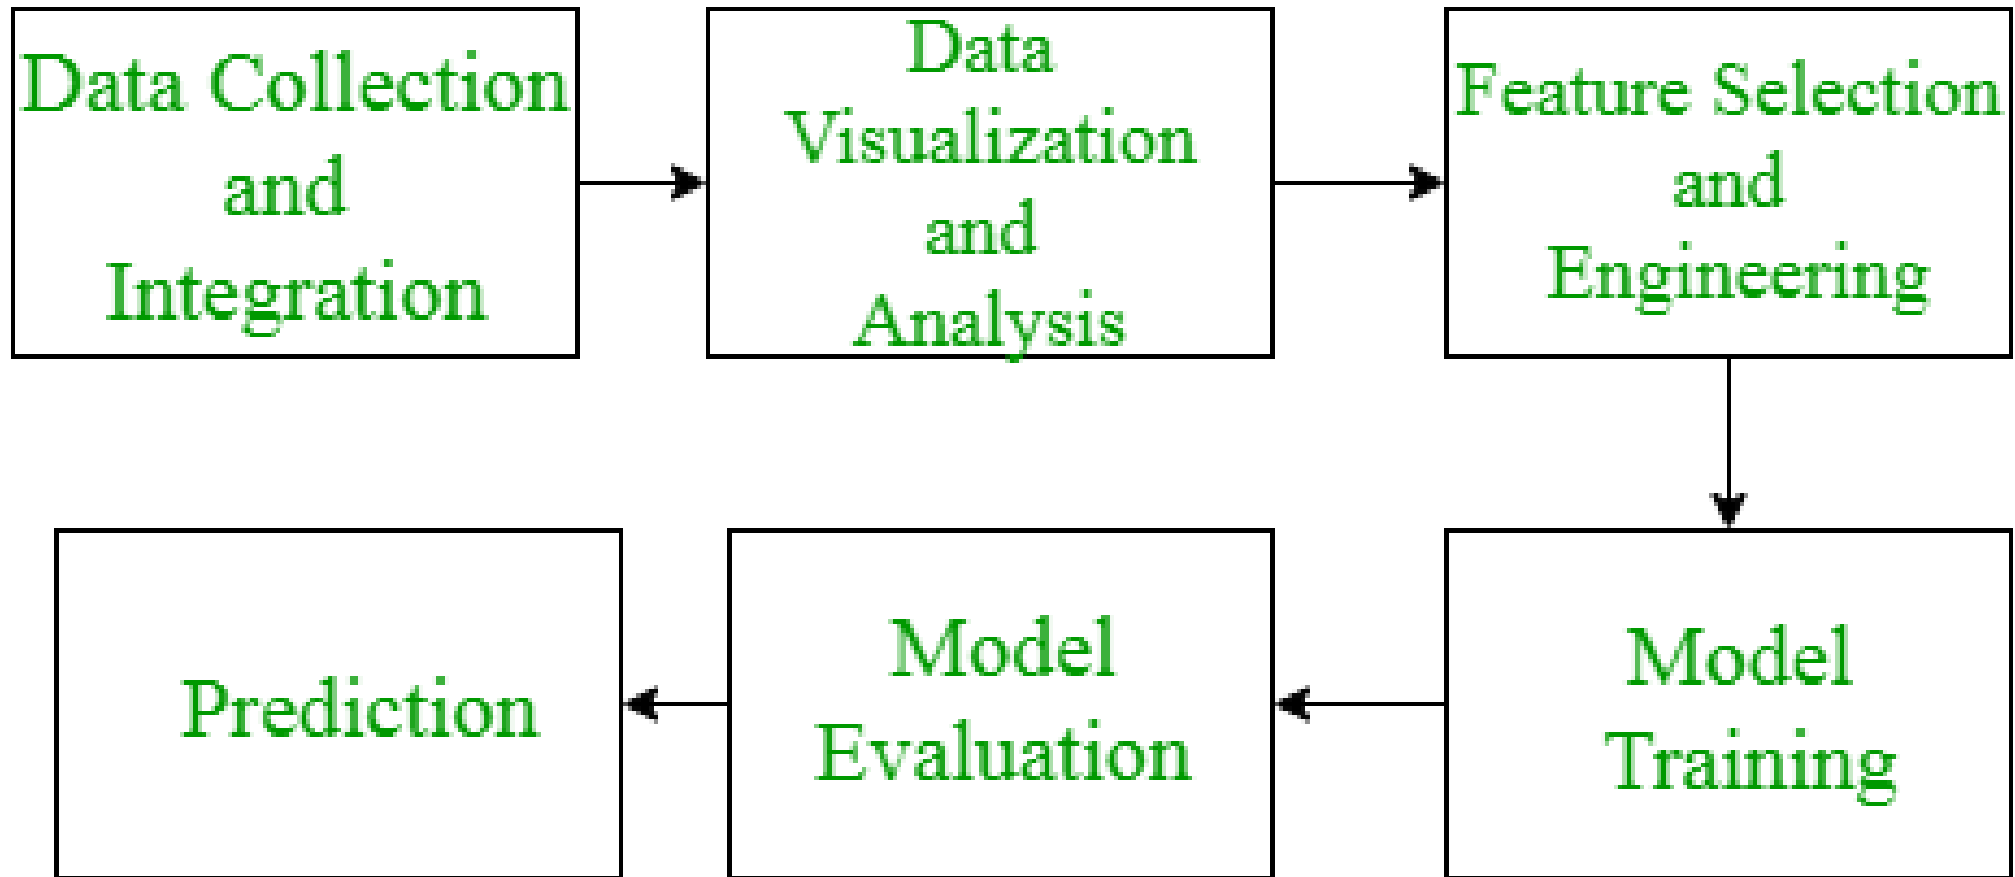 Data Collection
and
Integration
Data
Visualization
and
Analysis
Feature Selection
and
Engineering
Model
Training
Model
Evaluation
Prediction